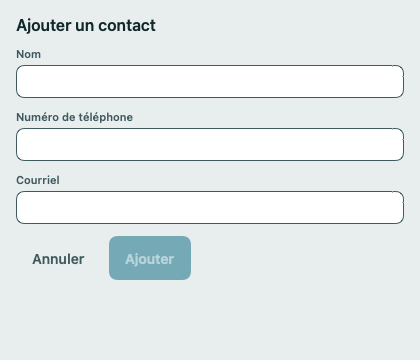 Ajouter un contact
Nom
Numéro de téléphone
Courriel
Annuler Ajouter